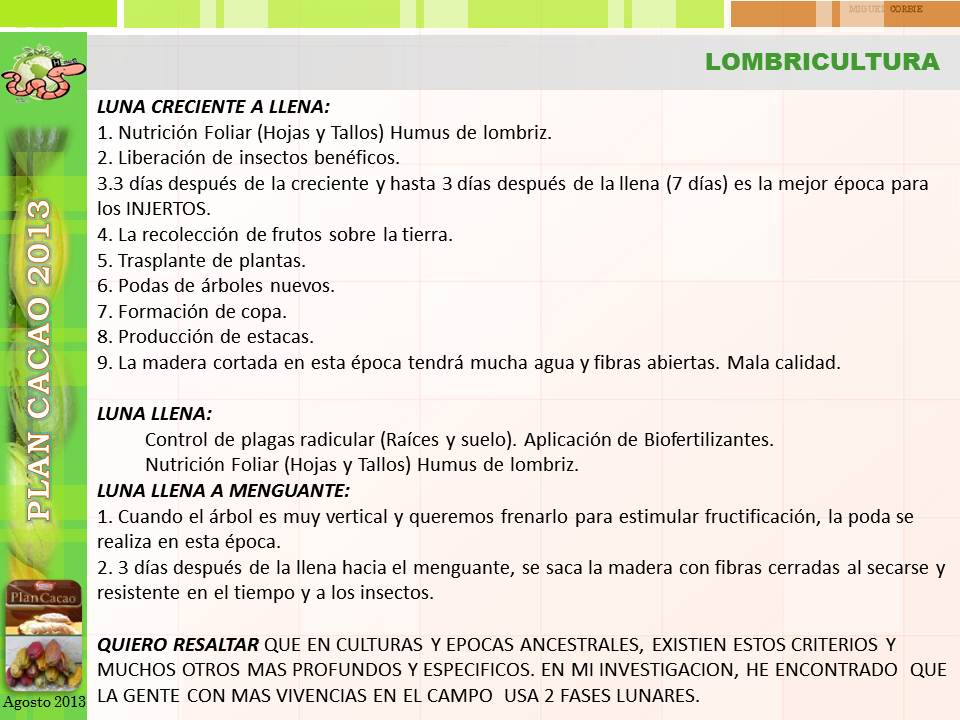 MIGUEL CORBIE
LOMBRICULTURA
LUNA CRECIENTE A LLENA:
1. Nutrición Foliar (Hojas y Tallos) Humus de lombriz.
2. Liberación de insectos benéficos.
3.3 días después de la creciente y hasta 3 días después de la llena (7 días) es la mejor época para
los INJERTOS.
4. La recolección de frutos sobre la tierra.
5. Trasplante de plantas.
6. Podas de árboles nuevos.
7. Formación de copa.
8. Producción de estacas.
9. La madera cortada en esta época tendrá mucha agua y fibras abiertas. Mala calidad.
LUNA LLENA:
Control de plagas radicular (Raíces y suelo). Aplicación de Biofertilizantes.
Nutrición Foliar (Hojas y Tallos) Humus de lombriz.
LUNA LLENA A MENGUANTE:
1. Cuando el árbol es muy vertical y queremos frenarlo para estimular fructificación, la poda se
realiza en esta época.
2. 3 días después de la llena hacia el menguante, se saca la madera con fibras cerradas al secarse y
resistente en el tiempo y a los insectos.
QUIERO RESALTAR QUE EN CULTURAS Y EPOCAS ANCESTRALES, EXISTIEN ESTOS CRITERIOS Y
MUCHOS OTROS MAS PROFUNDOS Y ESPECIFICOS. EN MI INVESTIGACION, HE ENCONTRADO QUE
LA GENTE CON MAS VIVENCIAS EN EL CAMPO USA 2 FASES LUNARES.
PLAN CACAO 2013
PlanCacao
Agosto 2013